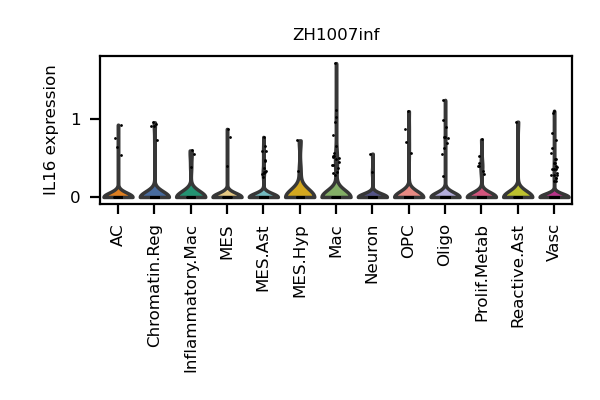 ZH1007inf
IL16 expression
1
0
AC
Chromatin.Reg
Inflammatory.Mac
MES
MES.Ast
MES.Hyp
Mac
Neuron
OPC
Oligo
Prolif.Metab
Reactive.Ast
Vasc